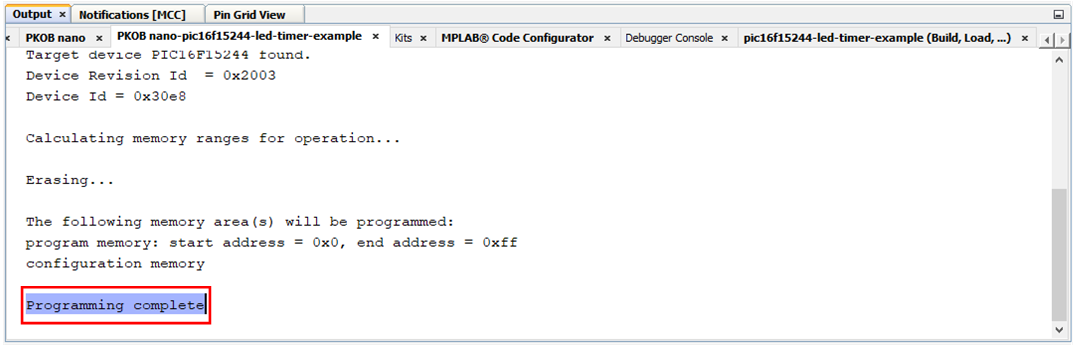 Output × Notifications [MCC] Pin Grid View
PKOB nano × PKOB nano-pic16f15244-led-timer-example × Kits × MPLAB® Code Configurator × Debugger Console × pic16f15244-led-timer-example (Build, Load, ...) ×
Target device PIC16F15244 found.
Device Revision Id  = 0x2003
Device Id = 0x30e8
Calculating memory ranges for operation...
Erasing...
The following memory area(s) will be programmed:
program memory: start address = 0x0, end address = 0xff
configuration memory
Programming complete